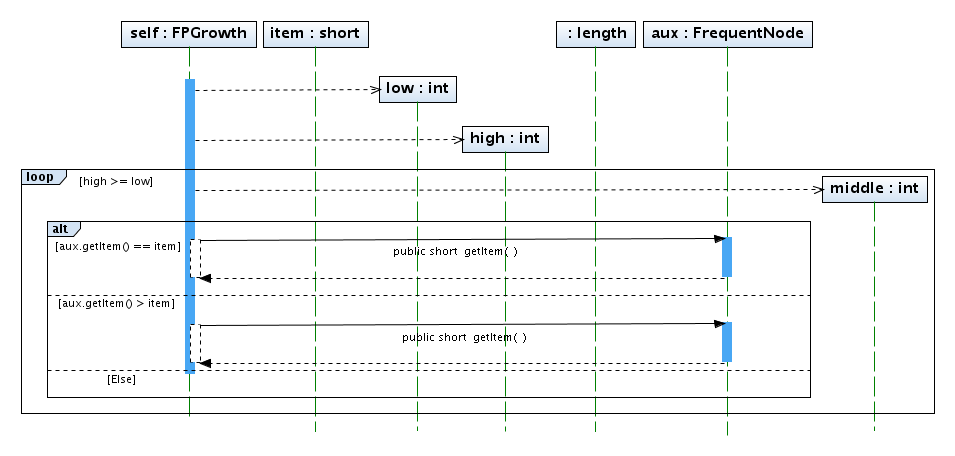 self : FPGrowth
item : short
: length
aux : FrequentNode
low : int
high : int
loop
[high >= low]
middle : int
alt
[aux.getItem() == item]
public short  getItem( )
[aux.getItem() > item]
public short  getItem( )
[Else]